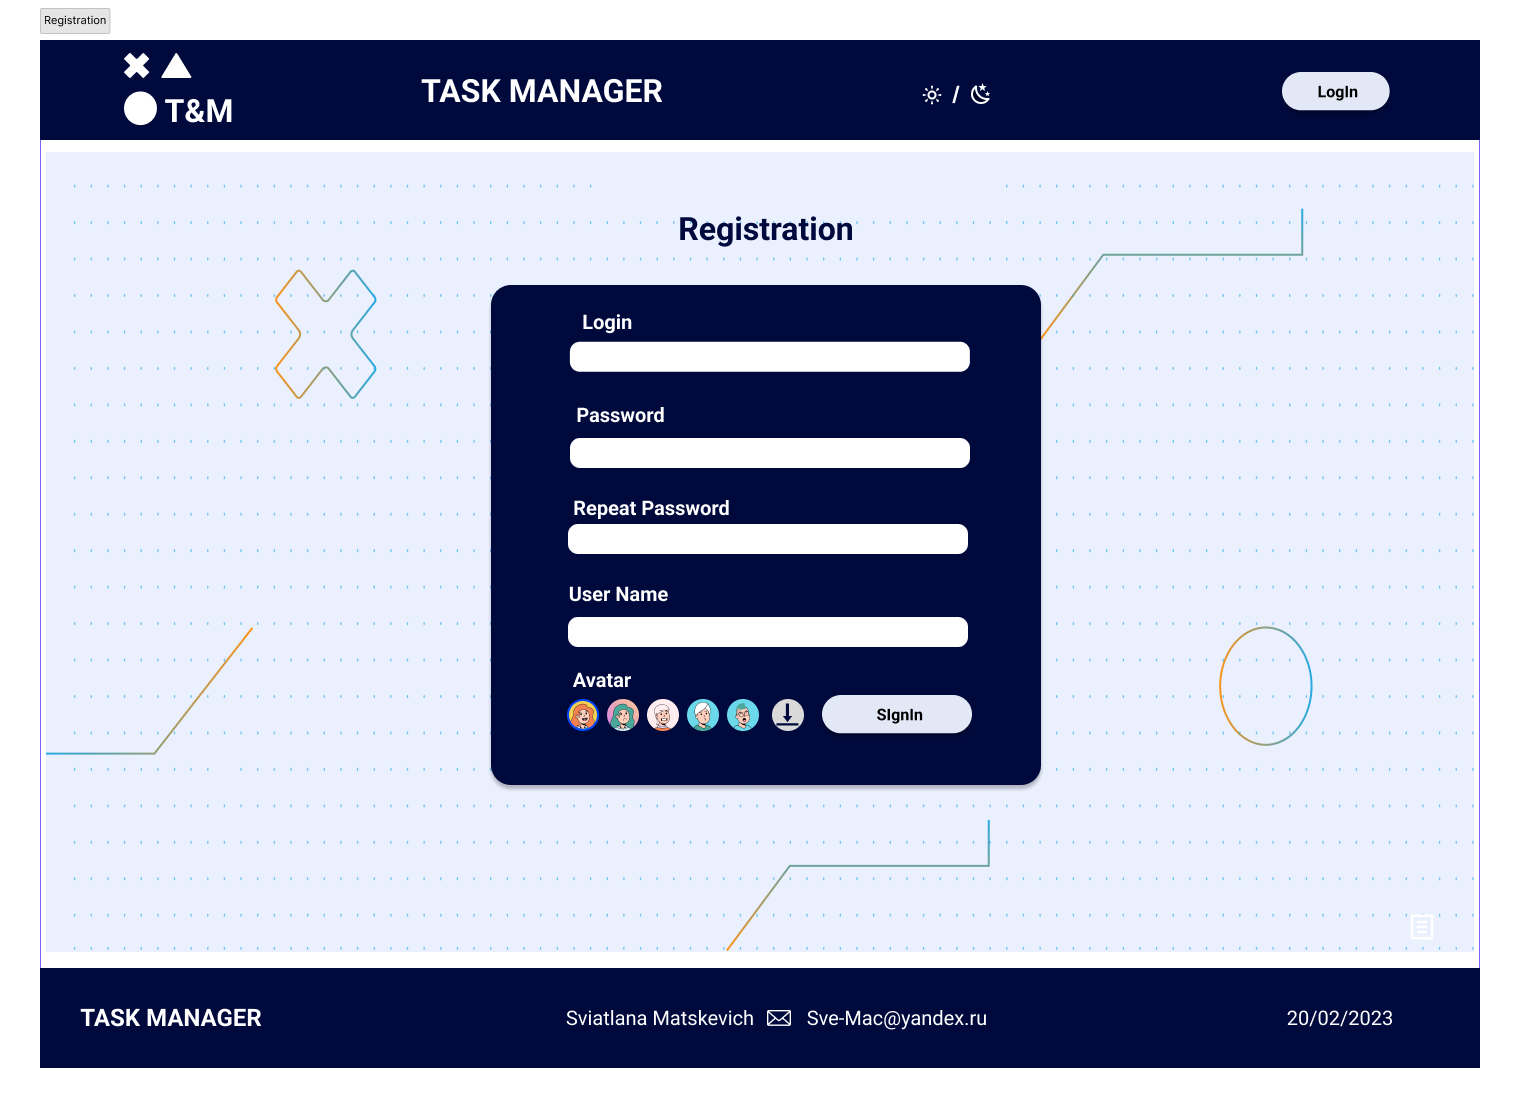 Registration
T&M
TASK MANAGER
/
LogIn
Registration
Login
Password
Repeat Password
User Name
Avatar
SIgnIn
TASK MANAGER
Sviatlana Matskevich
Sve-Mac@yandex.ru
20/02/2023